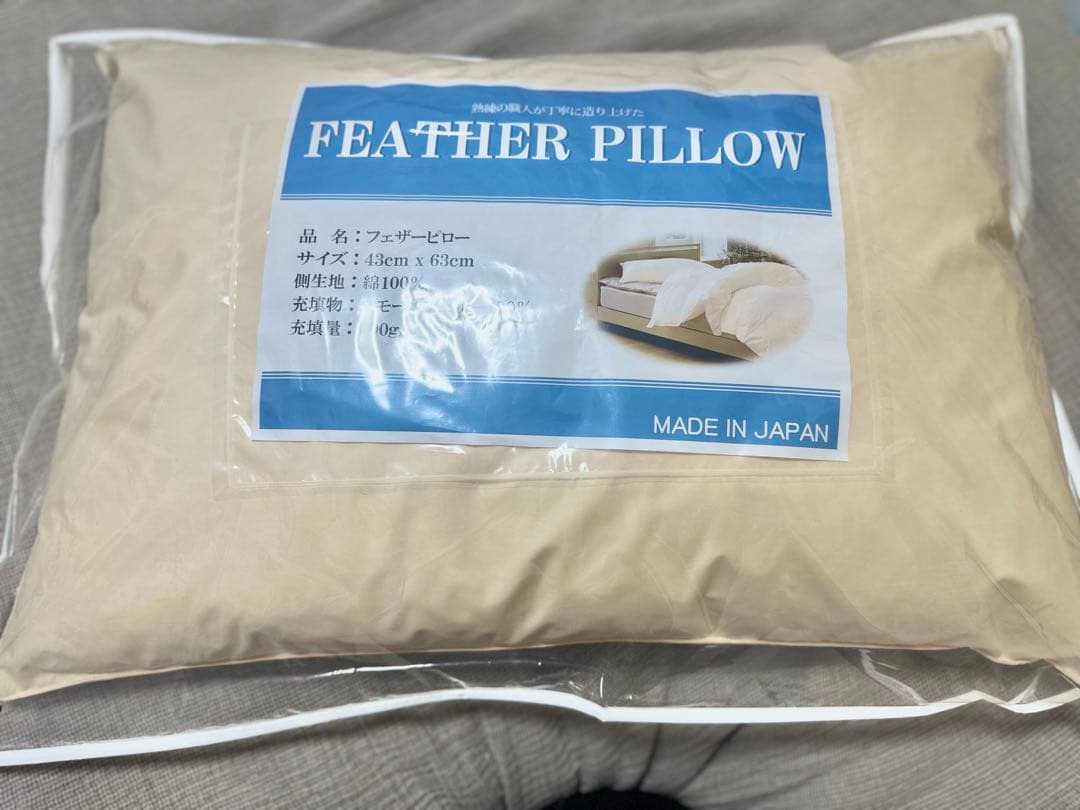 熟練の職人が丁寧に造り上げた
FEATHER PILLOW
品 名：フェザーピロー
サイズ：43cm x 63cm
側生地：綿100%
充填物：
充填量：
MADE IN JAPAN